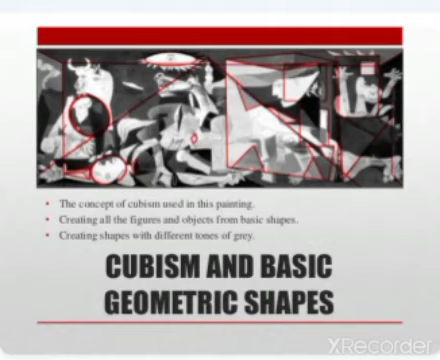 • The concept of cubism used in this painting.
• Creating all the figures and objects from basic shapes.
• Creating shapes with different tones of grey.
CUBISM AND BASIC
GEOMETRIC SHAPES
XRecorder